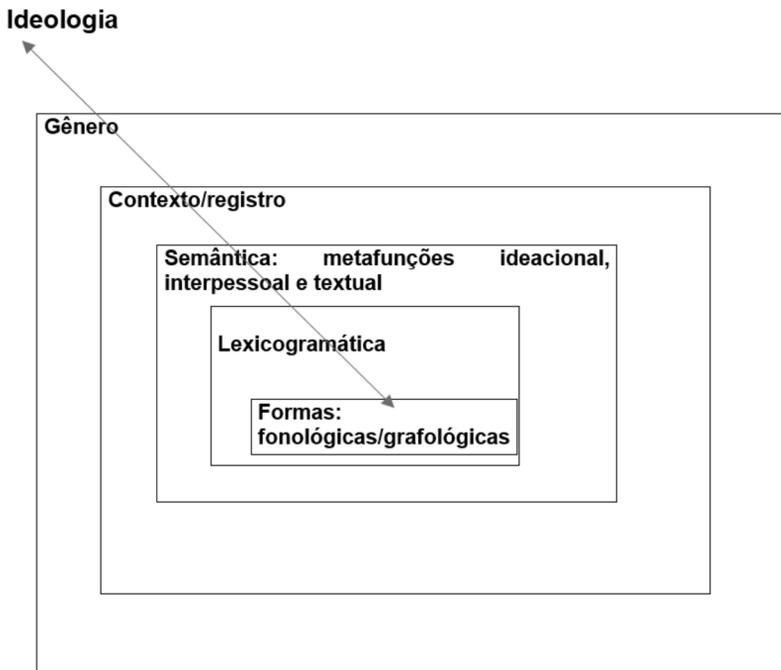 Ideologia
Gênero
Contexto/registro
Semântica: metafunções ideacional,
interpessoal e textual
Lexicogramática
Formas:
fonológicas/grafológicas